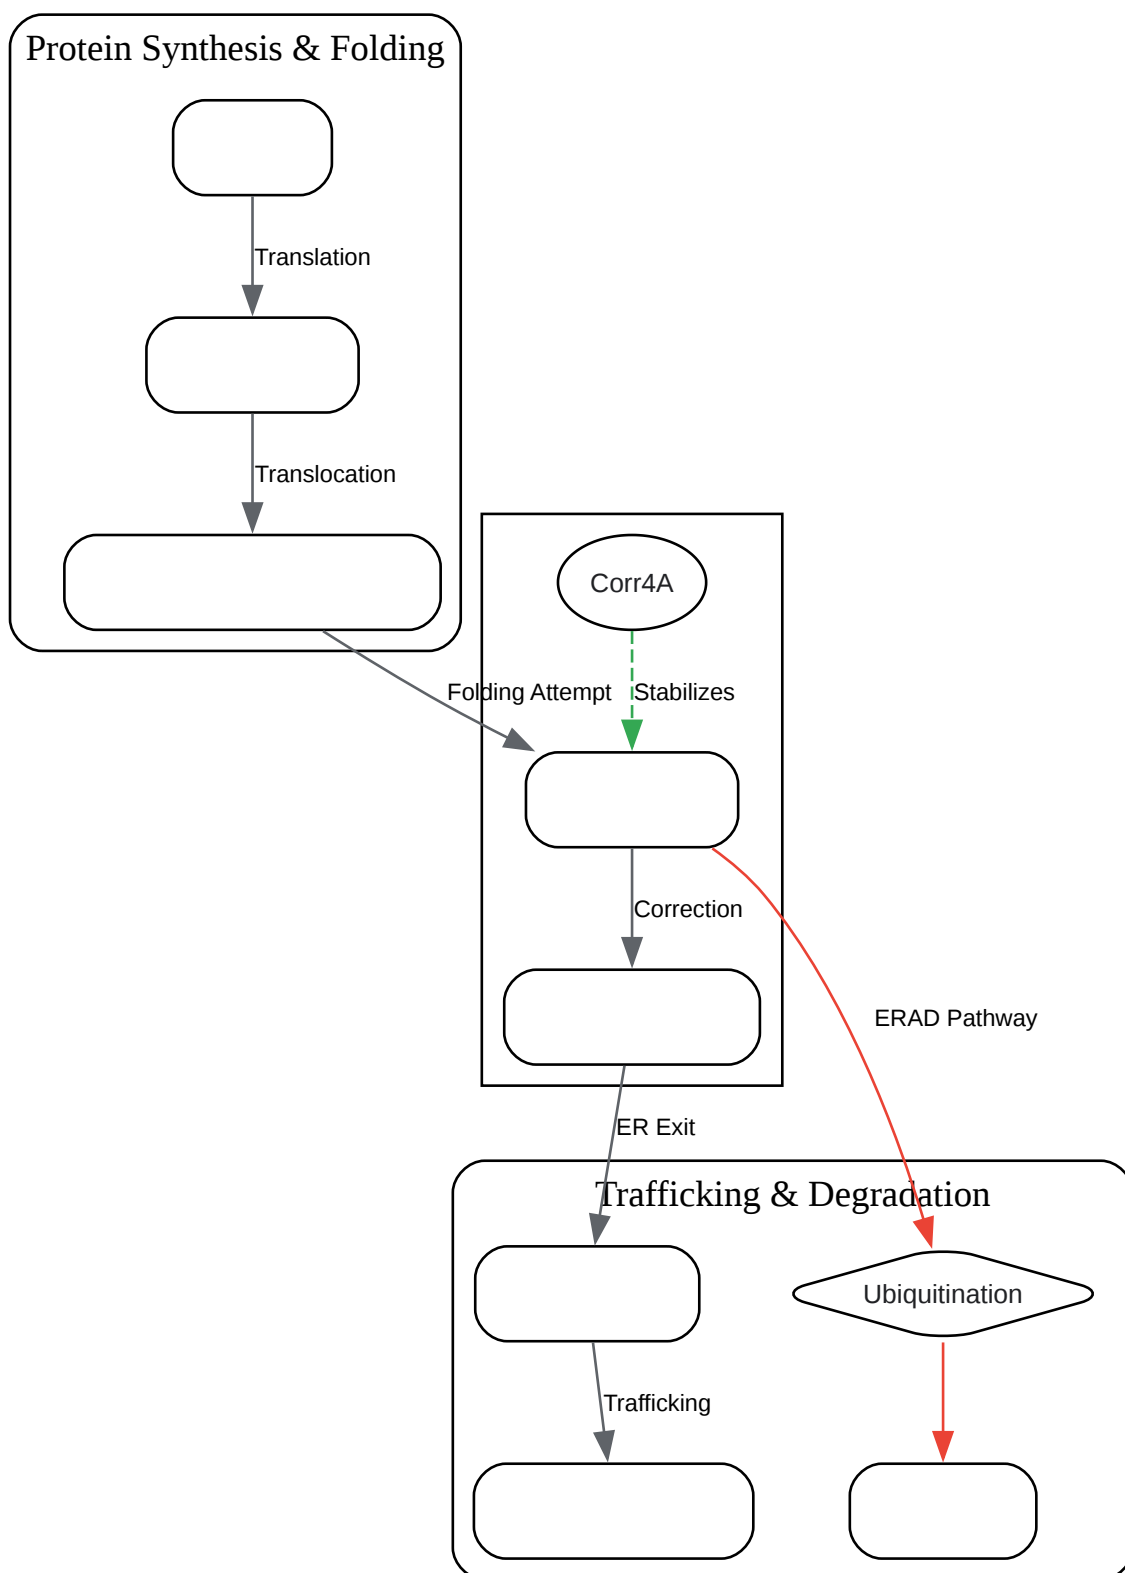 Protein Synthesis & Folding
Translation
Translocation
Corr4A
Folding Attempt
Stabilizes
Correction
ERAD Pathway
ER Exit
Trafficking & Degradation
Ubiquitination
Trafficking